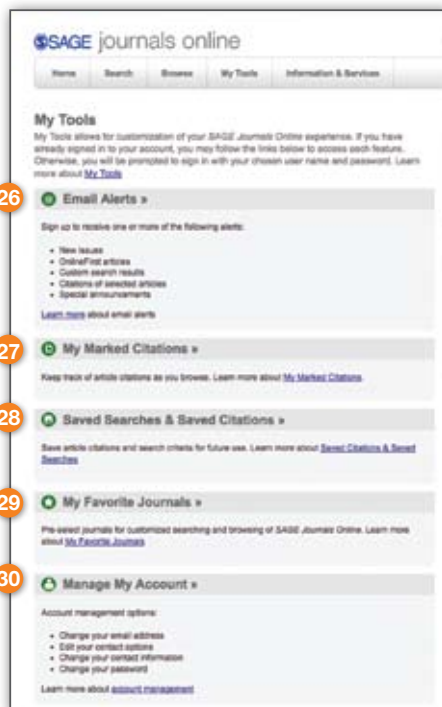 SAGE journals online
Home Search Browse My Tools Information & Services
My Tools
My Tools allows for customization of your SAGE Journals Online experience. If you have
already signed in to your account, you may follow the links below to access each feature.
Otherwise, you will be prompted to sign in with your chosen user name and password. Learn
more about My Tools
26 Email Alerts »
Sign up to receive one or more of the following alerts:
• New issues
• OnlineFirst articles
• Custom search results
• Citations of selected articles
• Special announcements
Learn more about email alerts
27 My Marked Citations »
Keep track of article citations as you browse. Learn more about My Marked Citations.
28 Saved Searches & Saved Citations »
Save article citations and search criteria for future use. Learn more about Saved Citations & Saved
Searches
29 My Favorite Journals »
Pre-select journals for customized searching and browsing of SAGE Journals Online. Learn more
about My Favorite Journals
30 Manage My Account »
Account management options:
• Change your email address
• Edit your contact options
• Change your contact information
• Change your password
Learn more about account management